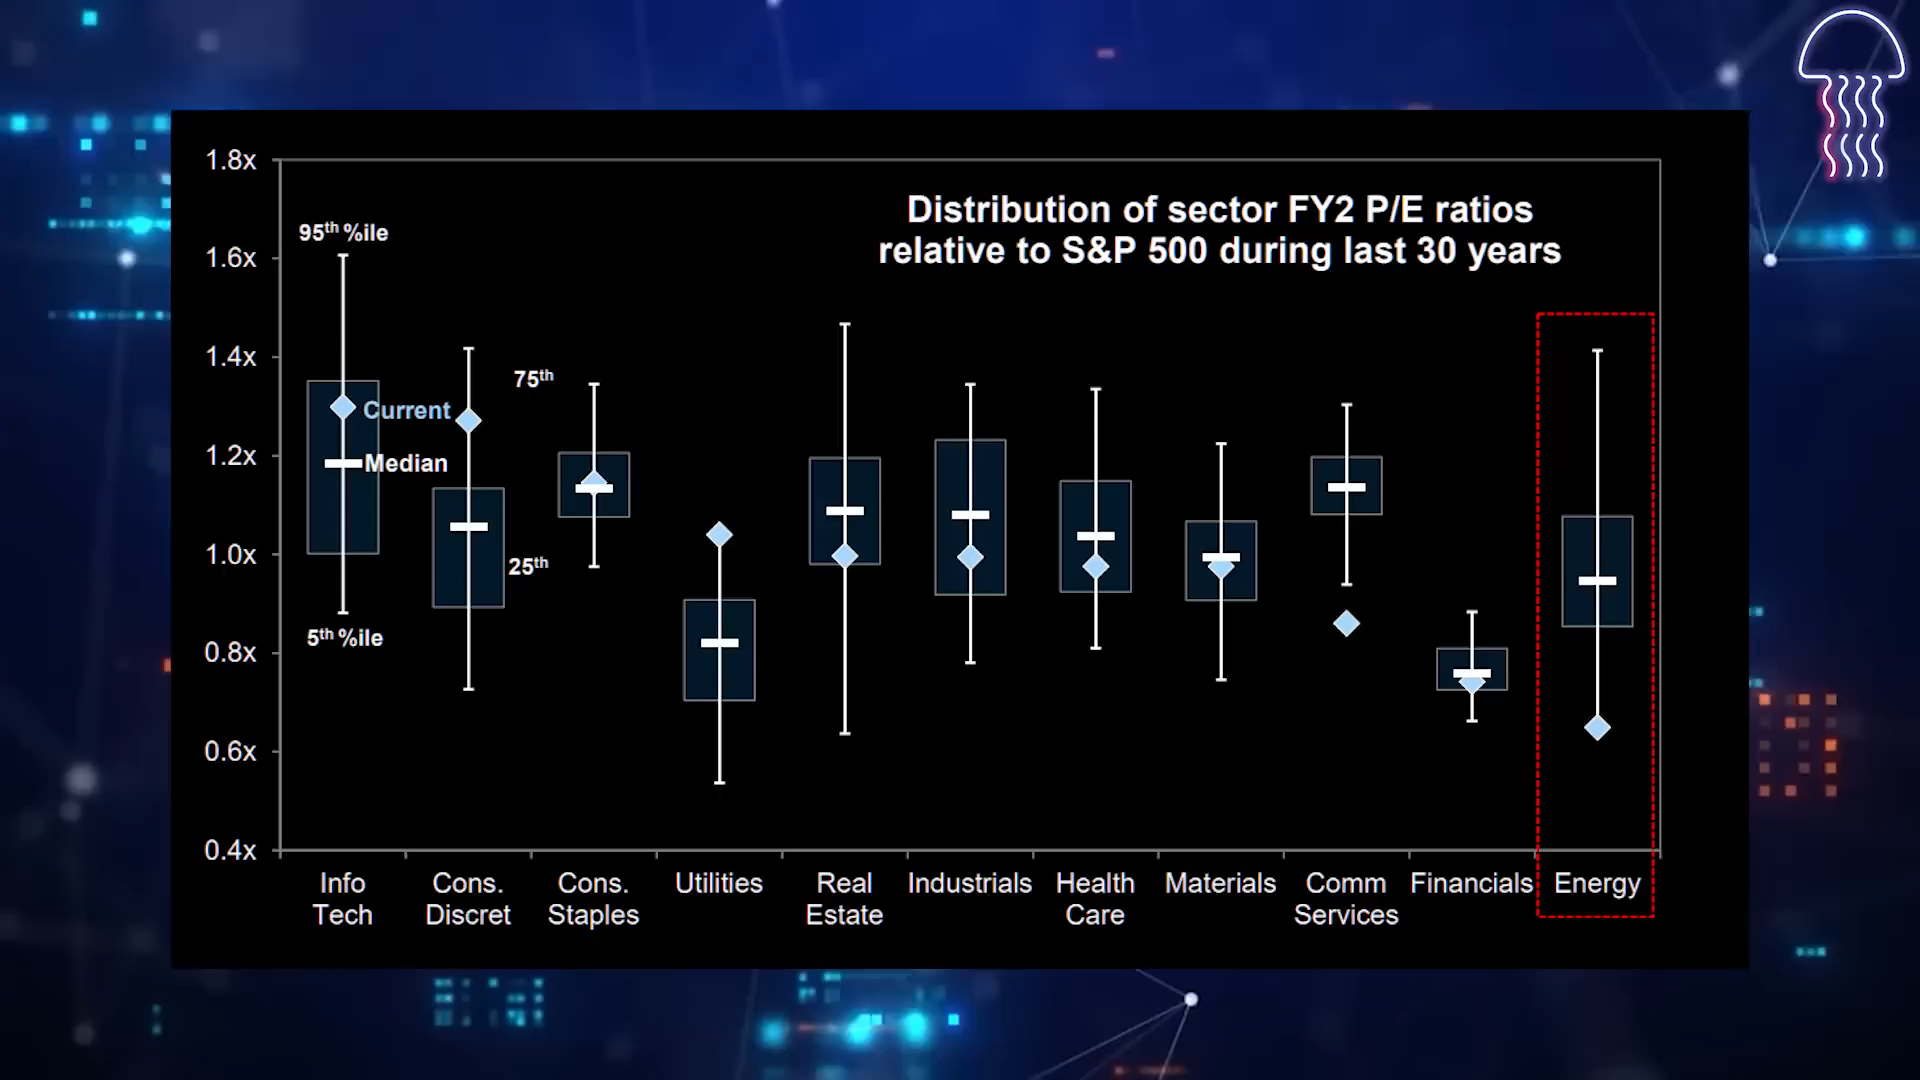 Distribution of sector FY2 P/E ratios
relative to S&P 500 during last 30 years
1.8x
1.6x
1.4x
1.2x
1.0x
0.8x
0.6x
0.4x
95th %ile
75th
Current
Median
25th
5th %ile
Info
Tech
Cons.
Discret
Cons.
Staples
Utilities
Real
Estate
Industrials
Health
Care
Materials
Comm
Services
Financials
Energy